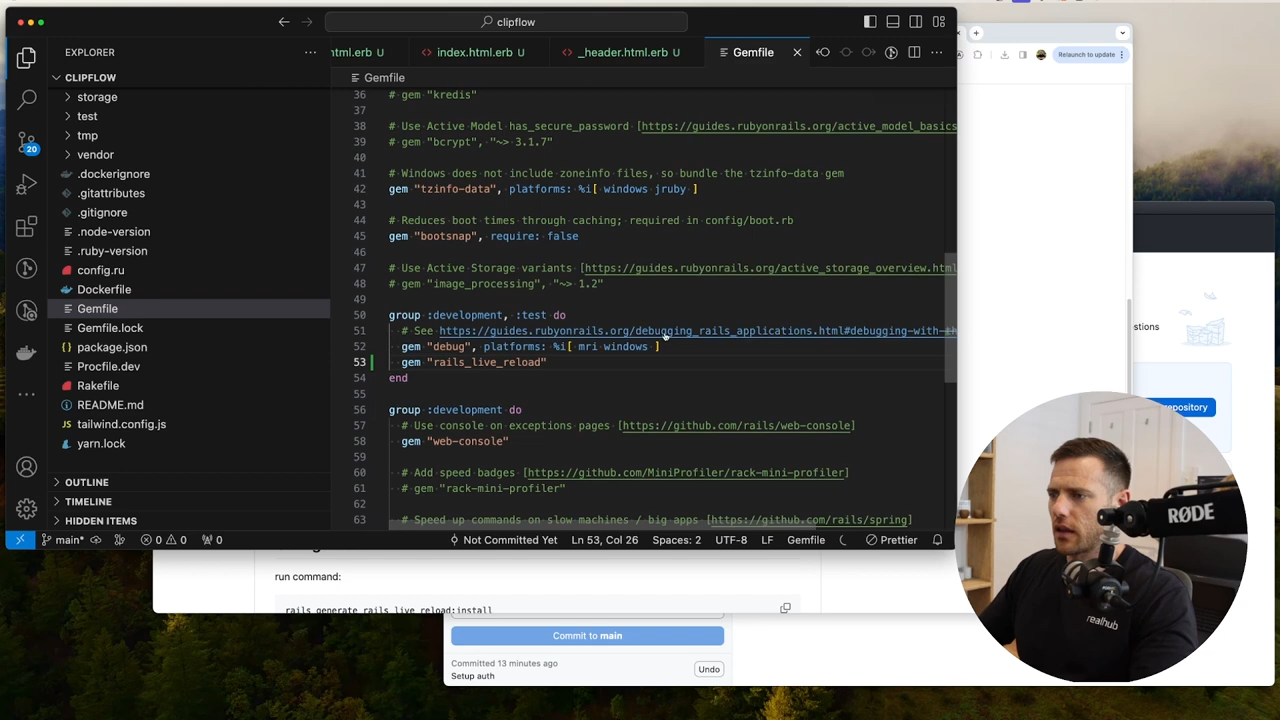 clipflow
EXPLORER
CLIPFLOW
storage
test
tmp
vendor
.dockerignore
.gitattributes
.gitignore
.node-version
.ruby-version
config.ru
Dockerfile
Gemfile
Gemfile.lock
package.json
Procfile.dev
Rakefile
README.md
tailwind.config.js
yarn.lock
OUTLINE
TIMELINE
HIDDEN ITEMS
20
html.erb
index.html.erb U
_header.html.erb U
Gemfile
Gemfile
36 # gem "kredis"
37
38 # Use Active Model has_secure_password [https://guides.rubyonrails.org/active_model_basics
39 # gem "bcrypt", "~> 3.1.7"
40
41 # Windows does not include zoneinfo files, so bundle the tzinfo-data gem
42 gem "tzinfo-data", platforms: %i[ windows jruby ]
43
44 # Reduces boot times through caching; required in config/boot.rb
45 gem "bootsnap", require: false
46
47 # Use Active Storage variants [https://guides.rubyonrails.org/active_storage_overview.html
48 # gem "image_processing", "~> 1.2"
49
50 group :development, :test do
51 # See https://guides.rubyonrails.org/debugging_rails_applications.html#debugging-with-
52 gem "debug", platforms: %i[ mri windows ]
53 gem "rails_live_reload"
54 end
55
56 group :development do
57 # Use console on exceptions pages [https://github.com/rails/web-console]
58 gem "web-console"
59
60 # Add speed badges [https://github.com/MiniProfiler/rack-mini-profiler]
61 # gem "rack-mini-profiler"
62
63 # Speed up commands on slow machines / big apps [https://github.com/rails/spring]
main*
0 0
0
Not Committed Yet
Ln 53, Col 26
Spaces: 2
UTF-8
LF
Gemfile
Prettier
Relaunch to update
stions
repository
run command:
rails generate rails_live_reload:install
Commit to main
Committed 13 minutes ago
Setup auth
Undo
RØDE
realhub